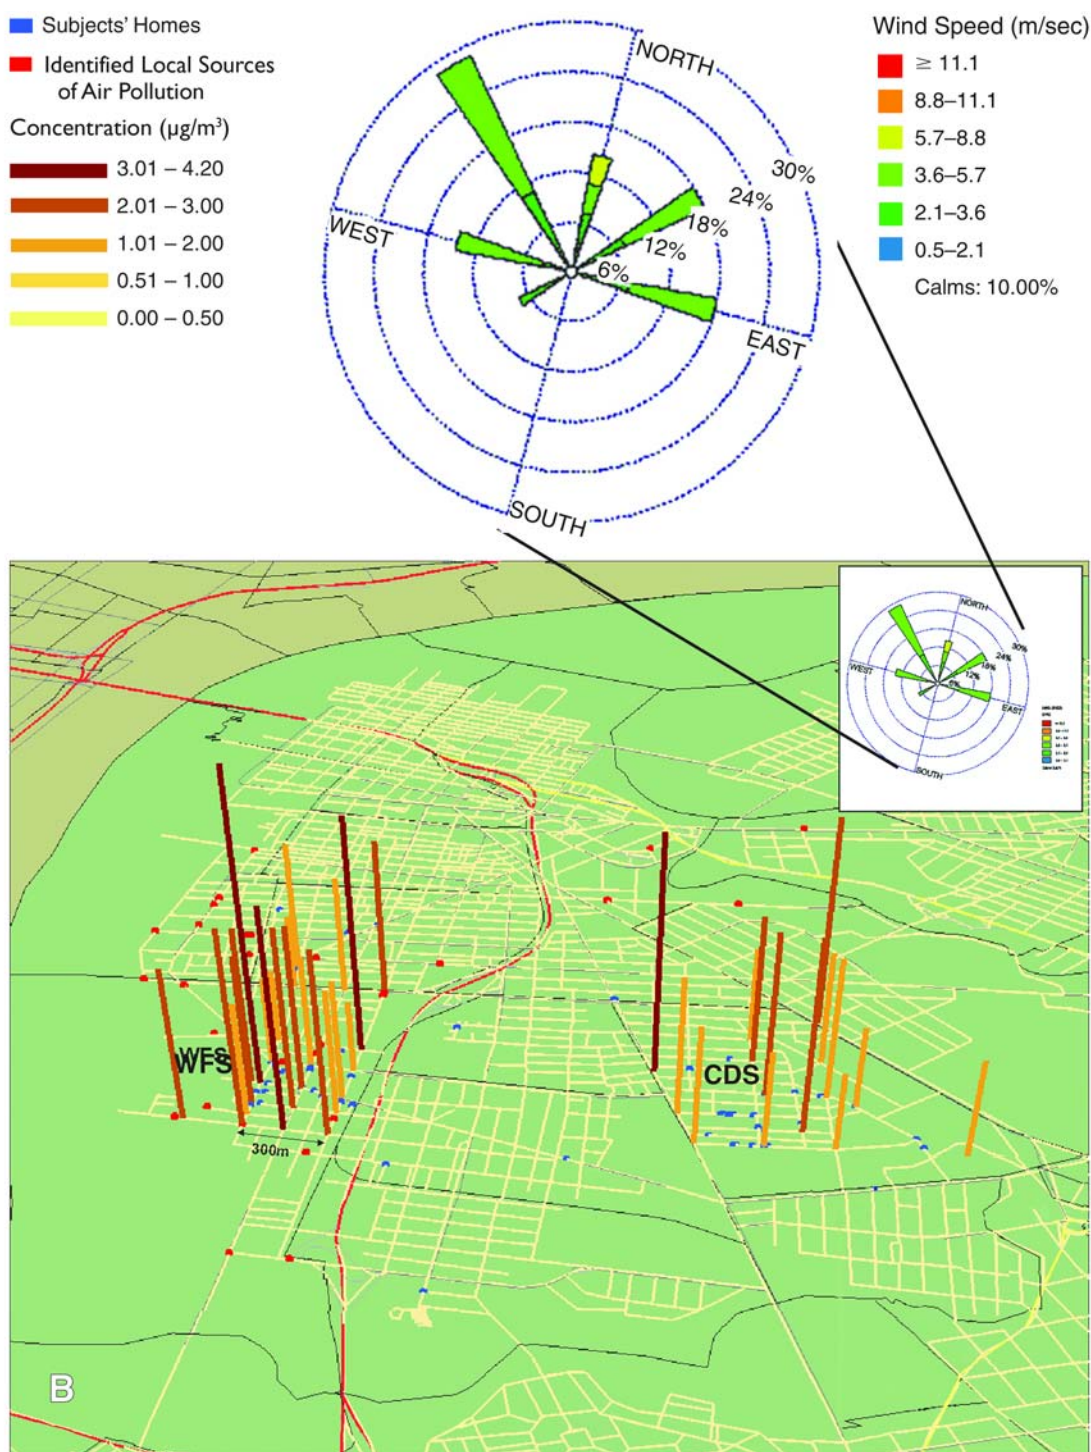 Subjects' Homes
Identified Local Sources
of Air Pollution
Concentration (μg/m³)
3.01 – 4.20
2.01 – 3.00
1.01 – 2.00
0.51 – 1.00
0.00 – 0.50
NORTH
WEST
EAST
SOUTH
30%
24%
18%
12%
6%
Wind Speed (m/sec)
≥ 11.1
8.8–11.1
5.7–8.8
3.6–5.7
2.1–3.6
0.5–2.1
Calms: 10.00%
NORTH
WEST
EAST
SOUTH
30%
24%
18%
12%
6%
WFS
WFS
CDS
300m
B